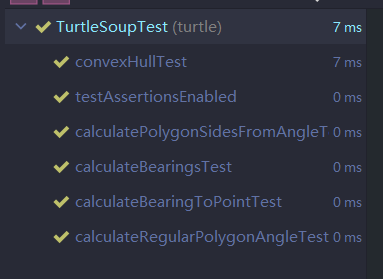 TurtleSoupTest (turtle) 7 ms
convexHullTest 7 ms
testAssertionsEnabled 0 ms
calculatePolygonSidesFromAngleT 0 ms
calculateBearingsTest 0 ms
calculateBearingToPointTest 0 ms
calculateRegularPolygonAngleTest 0 ms